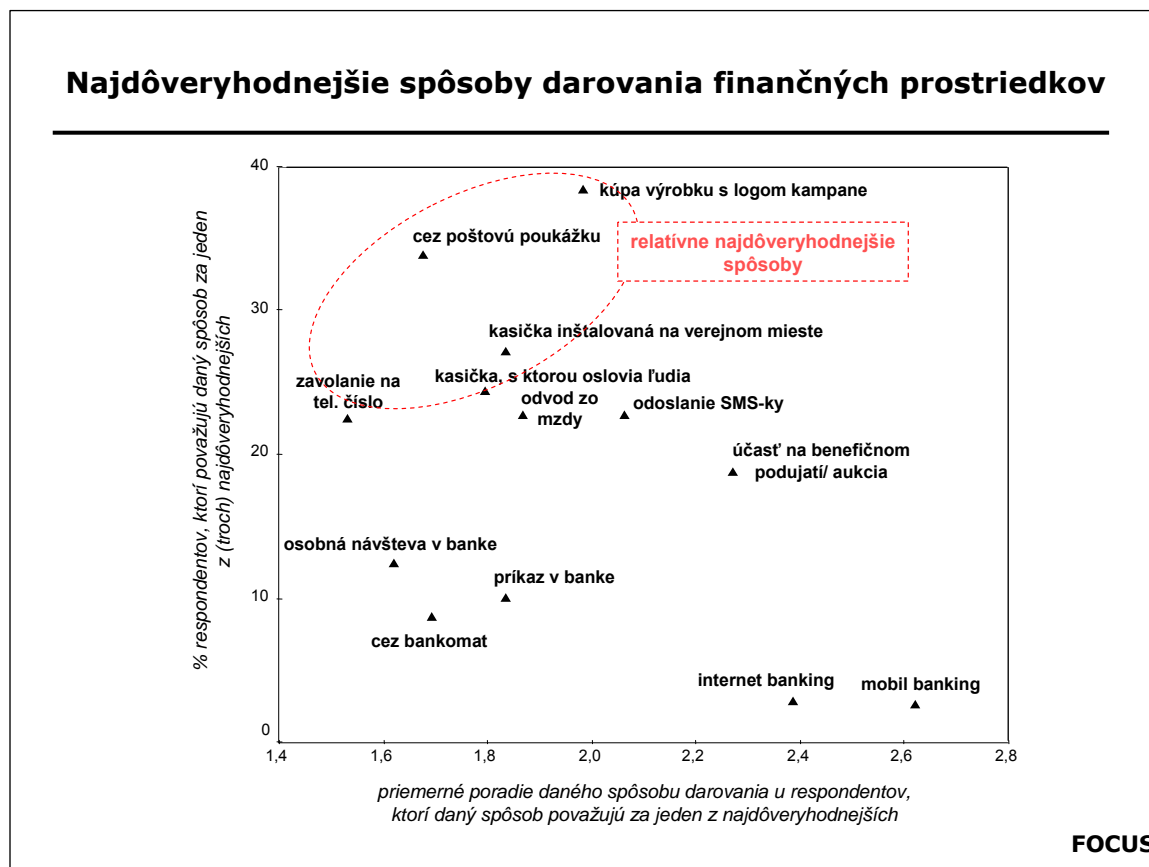 Najdôveryhodnejšie spôsoby darovania finančných prostriedkov
% respondentov, ktorí považujú daný spôsob za jeden
z (troch) najdôveryhodnejších
40
30
20
10
0
kúpa výrobku s logom kampane
cez poštovú poukážku
relatívne najdôveryhodnejšie
spôsoby
kasička inštalovaná na verejnom mieste
zavolanie na
tel. číslo
kasička, s ktorou oslovia ľudia
odvod zo
mzdy
odoslanie SMS-ky
účasť na benefičnom
podujatí/ aukcia
osobná návšteva v banke
príkaz v banke
cez bankomat
internet banking
mobil banking
1,4
1,6
1,8
2,0
2,2
2,4
2,6
2,8
priemerné poradie daného spôsobu darovania u respondentov,
ktorí daný spôsob považujú za jeden z najdôveryhodnejších
FOCUS